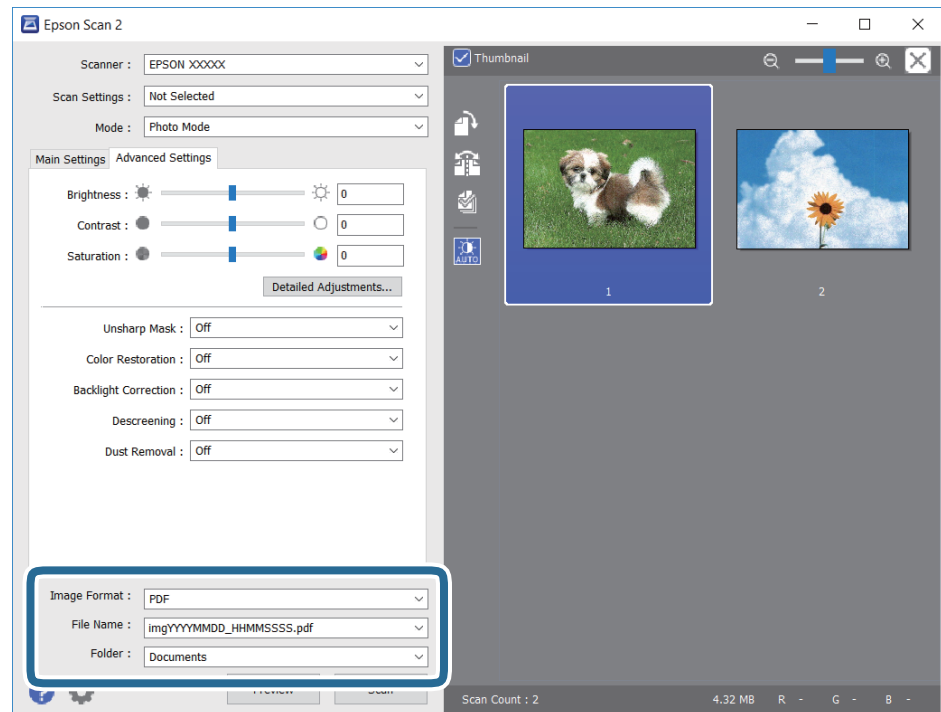 Epson Scan 2
Scanner : EPSON XXXXX
Scan Settings : Not Selected
Mode : Photo Mode
Main Settings Advanced Settings
Brightness : 0
Contrast : 0
Saturation : 0
Detailed Adjustments...
Unsharp Mask : Off
Color Restoration : Off
Backlight Correction : Off
Descreening : Off
Dust Removal : Off
Image Format : PDF
File Name : imgYYYYMMDD_HHMMSSSS.pdf
Folder : Documents
? Preview Scan
Thumbnail
AUTO
1 2
Scan Count : 2 4.32 MB R - G - B -